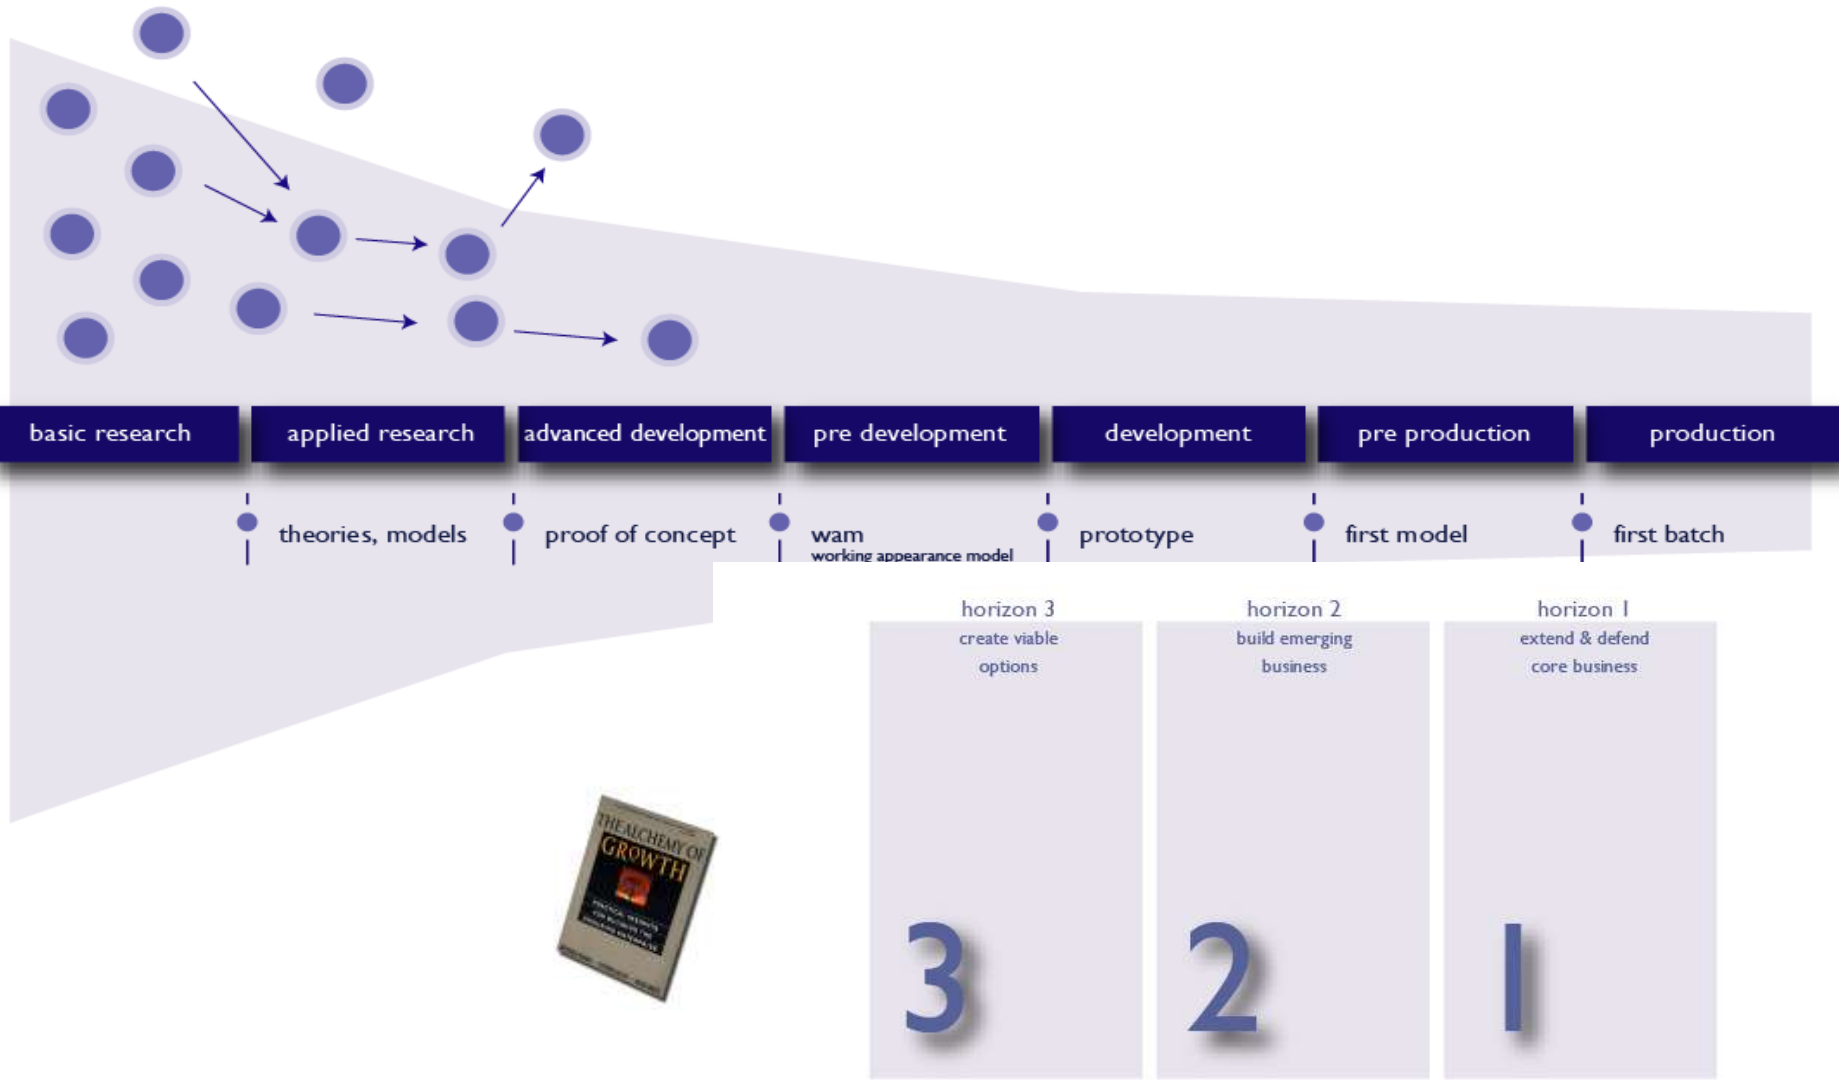 basic research
applied research
advanced development
pre development
development
pre production
production
theories, models
proof of concept
wam
working appearance model
prototype
first model
first batch
horizon 3
create viable
options
horizon 2
build emerging
business
horizon 1
extend & defend
core business
THE ALCHEMY OF
GROWTH
3
2
1